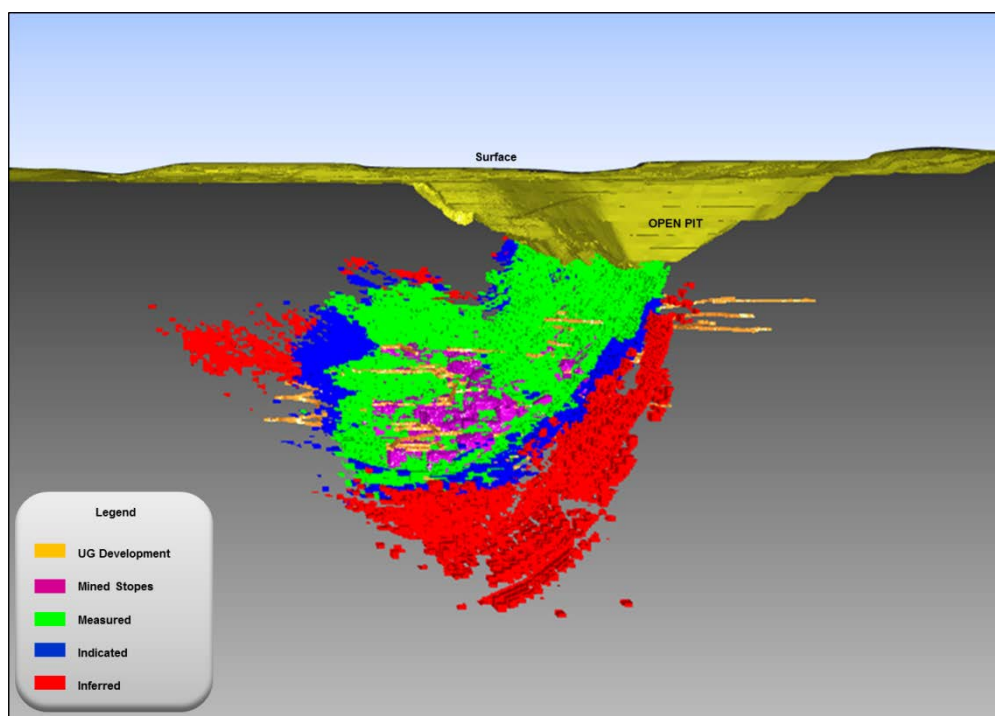 Surface
OPEN PIT
Legend
UG Development
Mined Stopes
Measured
Indicated
Inferred